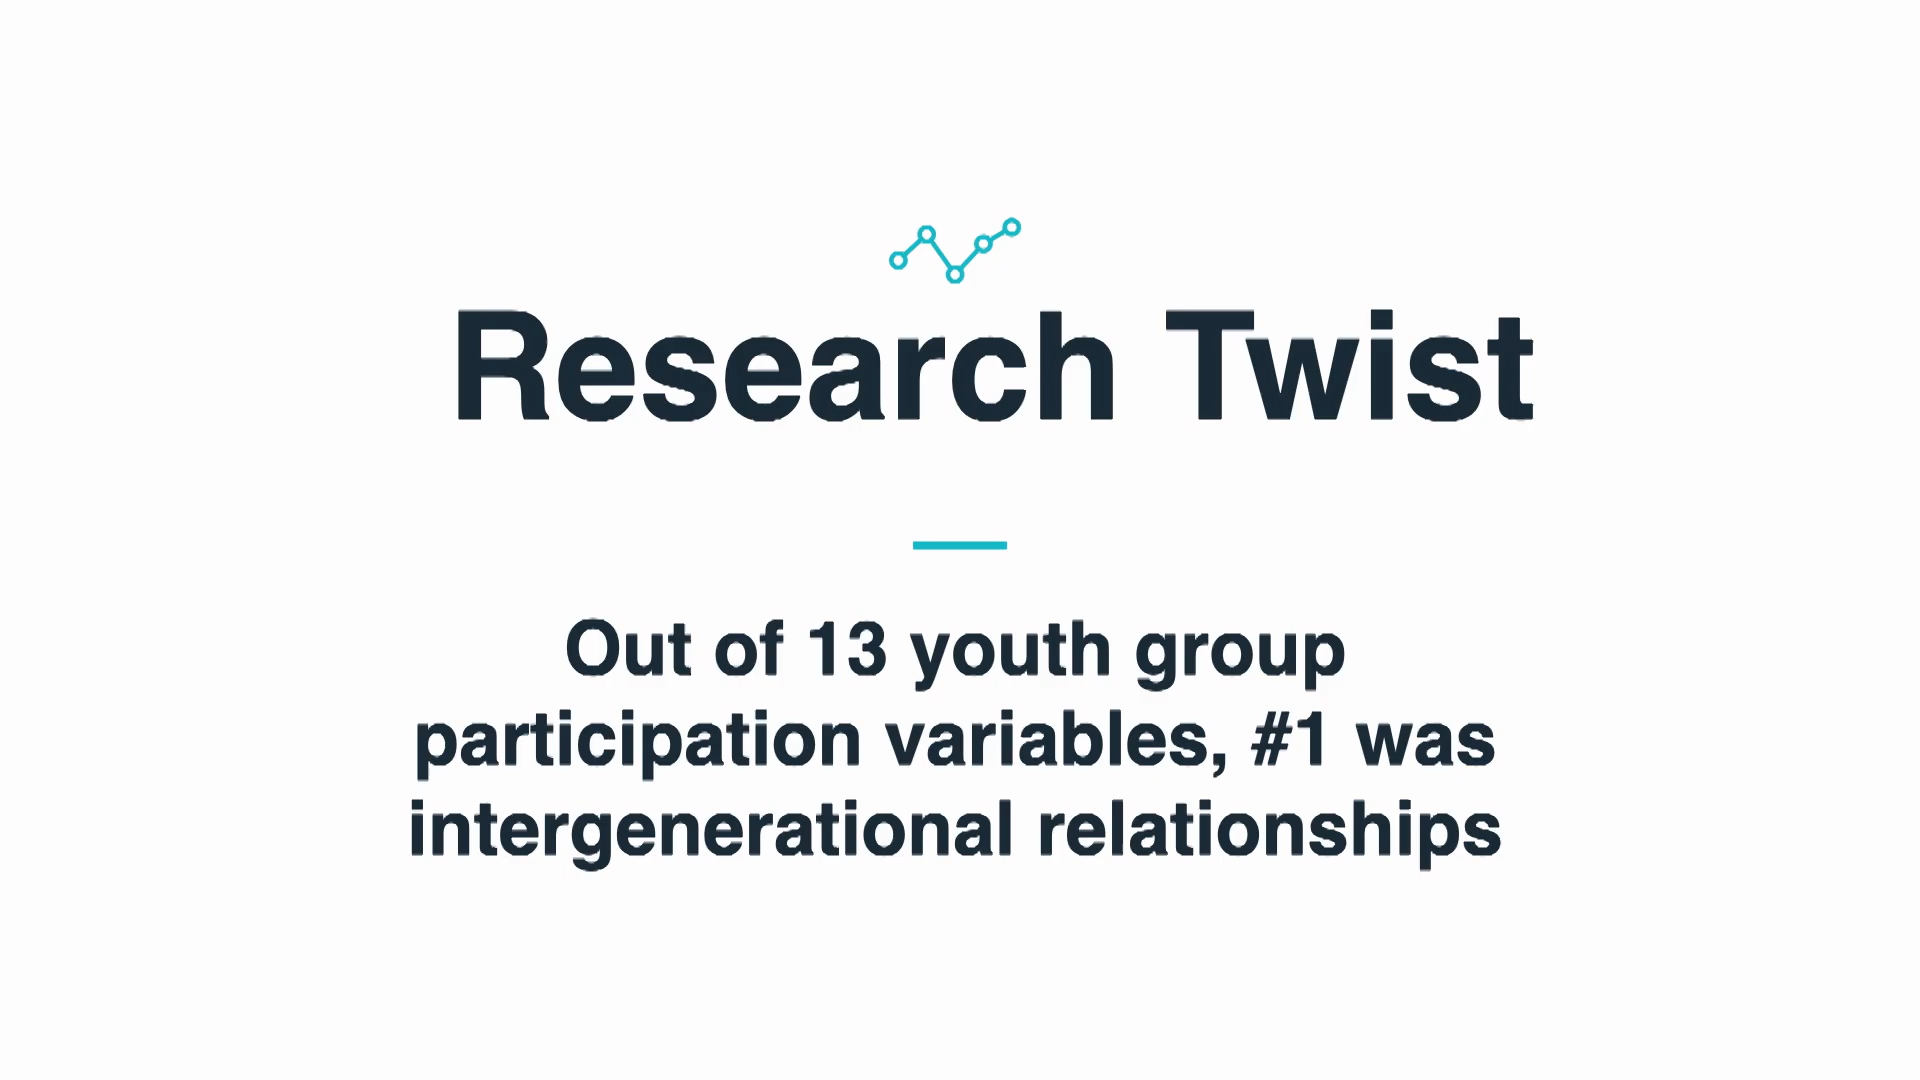 Research Twist
Out of 13 youth group
participation variables, #1 was
intergenerational relationships